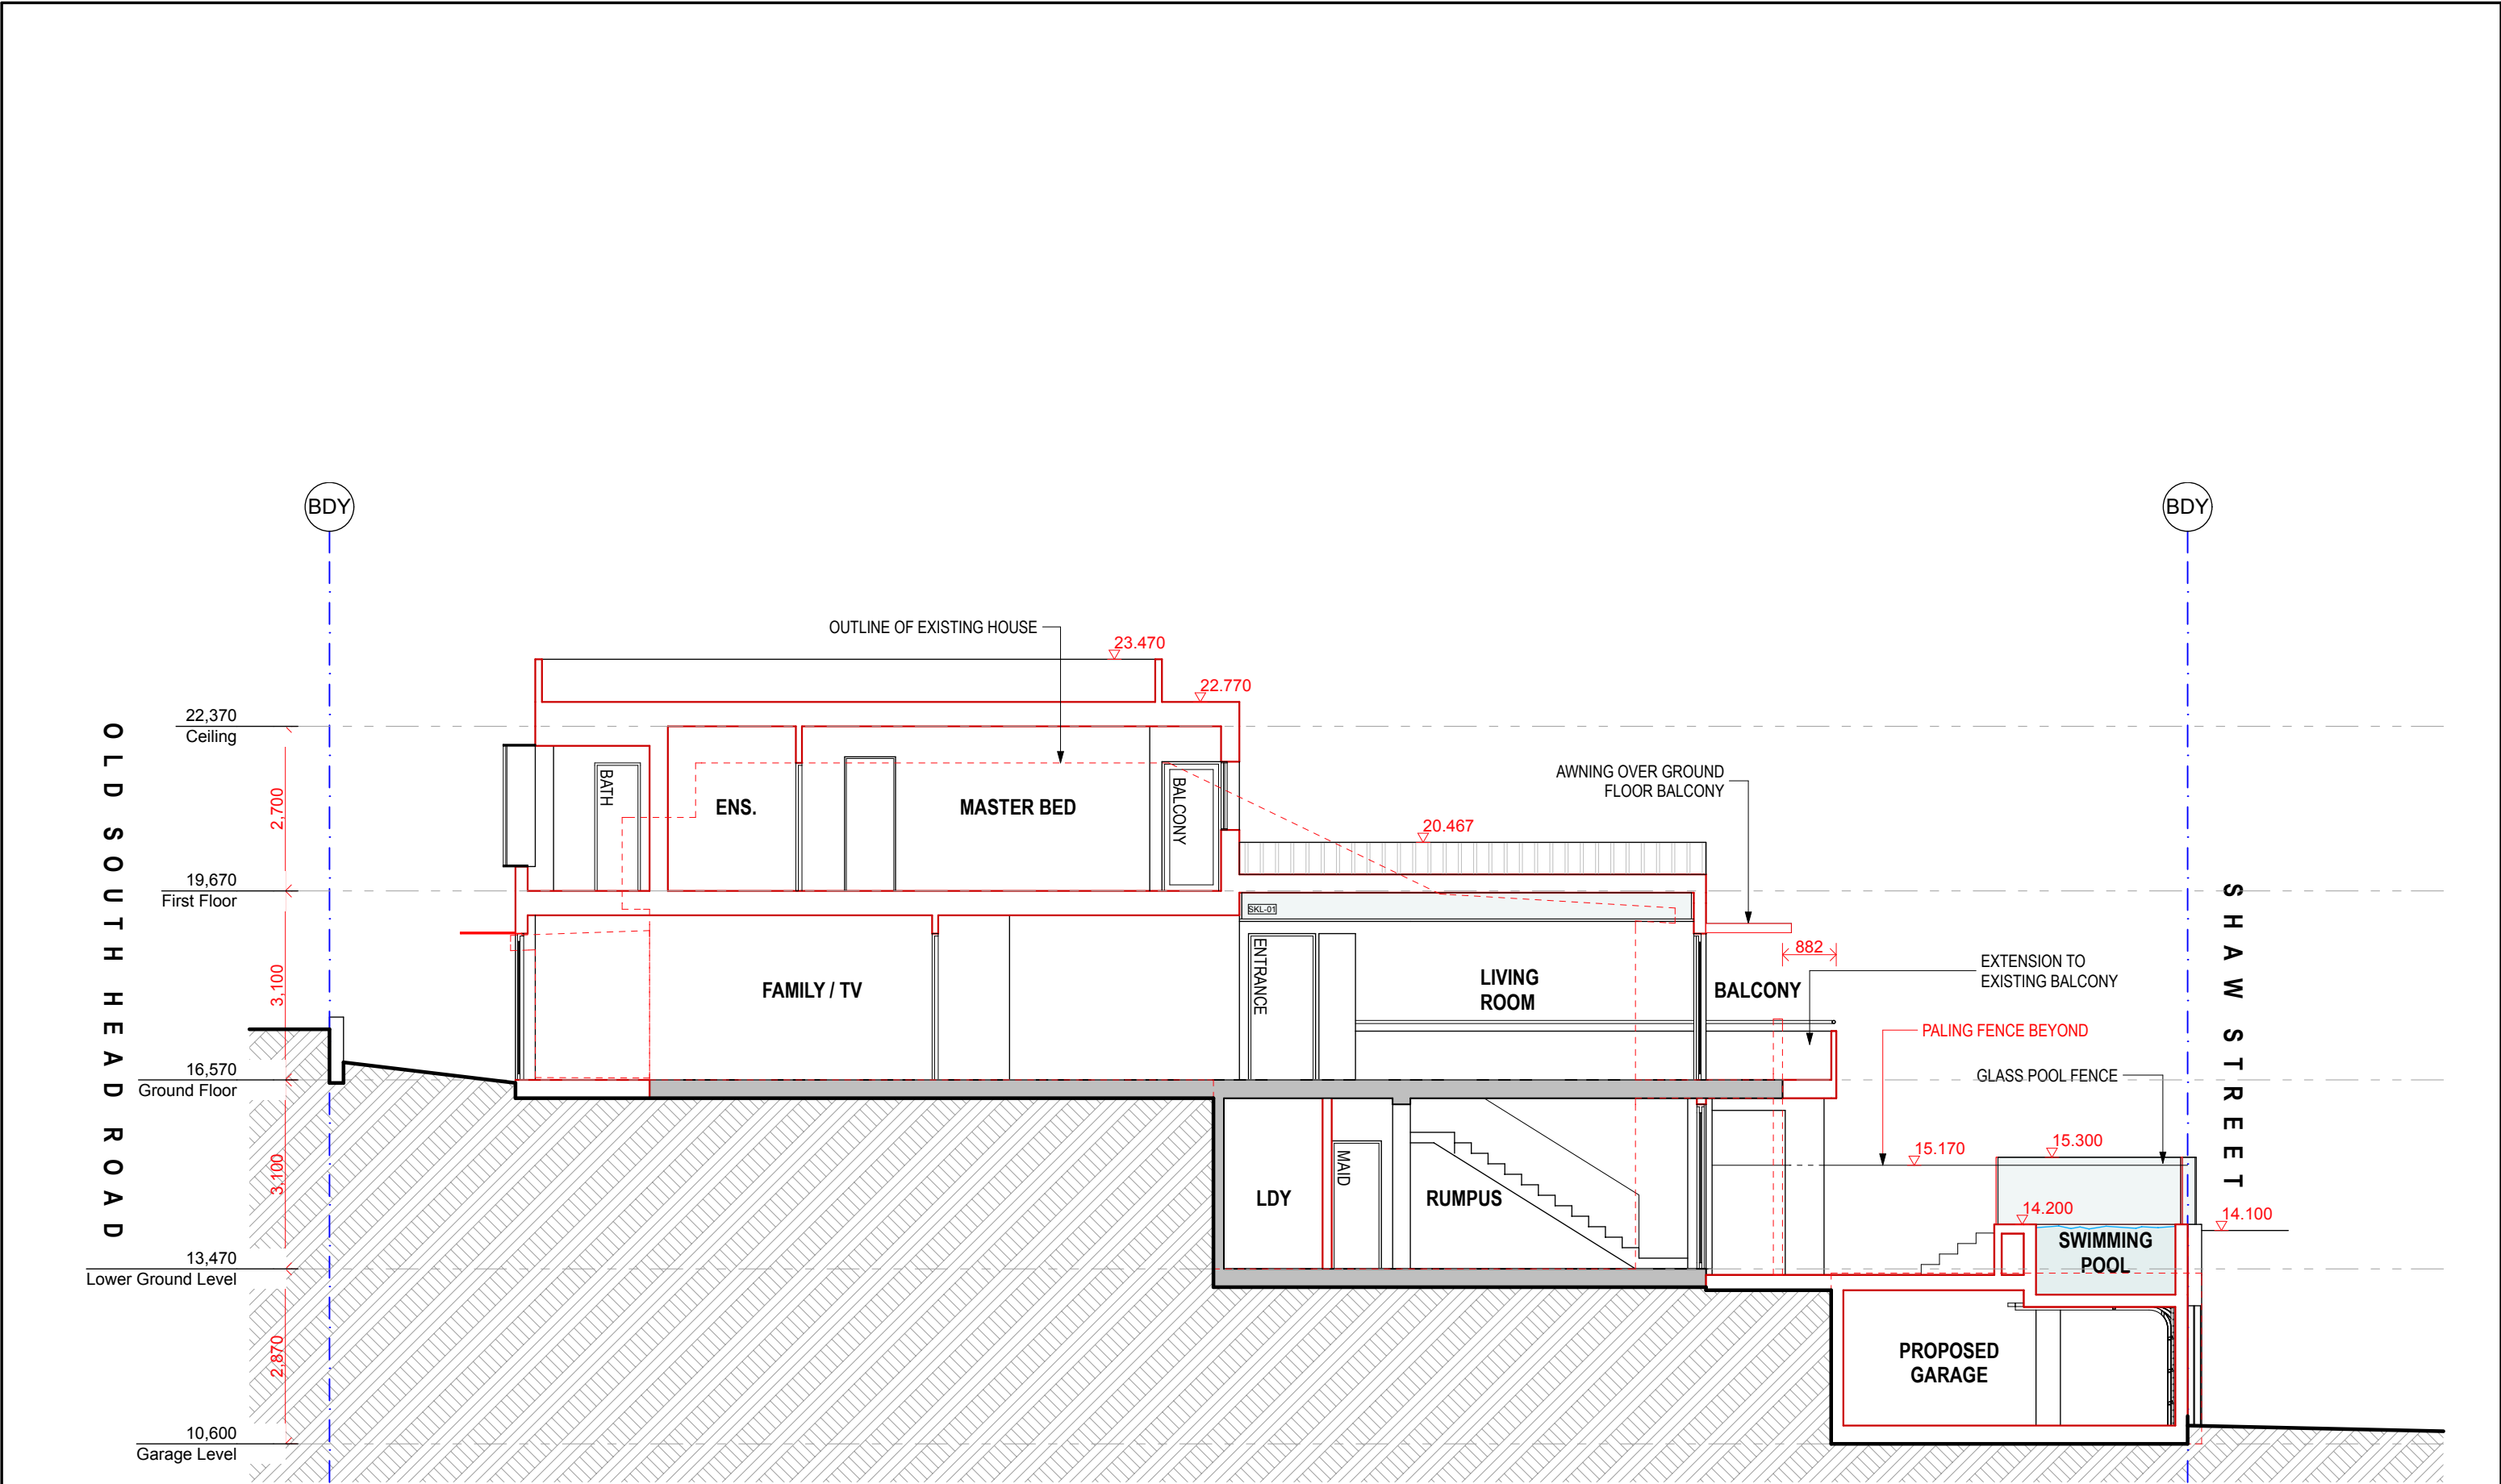 BDY
BDY
OUTLINE OF EXISTING HOUSE
23.470
22.770
22,370
Ceiling
OLD SOUTH HEAD ROAD
2,700
BATH
ENS.
MASTER BED
BALCONY
AWNING OVER GROUND
FLOOR BALCONY
20.467
19,670
First Floor
SKL-01
SHAW STREET
3,100
FAMILY / TV
ENTRANCE
LIVING
ROOM
BALCONY
882
EXTENSION TO
EXISTING BALCONY
PALING FENCE BEYOND
GLASS POOL FENCE
16,570
Ground Floor
3,100
LDY
MAID
RUMPUS
15.170
15.300
14.200
14.100
SWIMMING
POOL
13,470
Lower Ground Level
2,870
PROPOSED
GARAGE
10,600
Garage Level